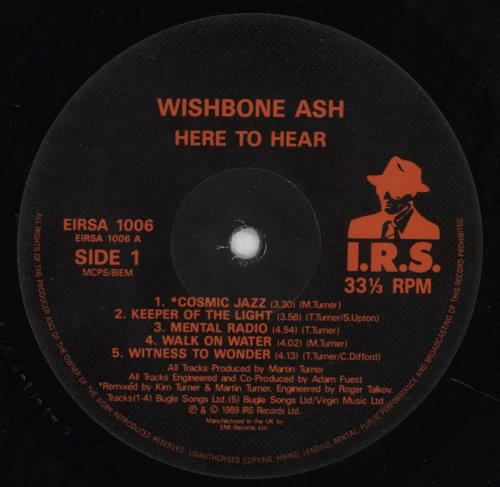 WISHBONE ASH
HERE TO HEAR
EIRSA 1006
EIRSA 1006 A
SIDE 1
MCPS/BIEM
I.R.S.
33⅓ RPM
1. *COSMIC JAZZ (3.30) (M.Turner)
2. KEEPER OF THE LIGHT (3.56) (T.Turner/S.Upton)
3. MENTAL RADIO (4.54) (T.Turner)
4. WALK ON WATER (4.02) (M.Turner)
5. WITNESS TO WONDER (4.13) (T.Turner/C.Difford)
All Tracks Produced by Martin Turner
All Tracks Engineered and Co-Produced by Adam Fuest
*Remixed by Kim Turner & Martin Turner, Engineered by Roger Talkov.
Tracks(1-4) Bugle Songs Ltd.(5) Bugle Songs Ltd/Virgin Music Ltd
℗ & © 1989 IRS Records Ltd.
Manufactured in the UK by
EMI Records Ltd.
ALL RIGHTS OF THE PRODUCER AND OF THE OWNER OF THE WORK REPRODUCED RESERVED. UNAUTHORISED COPYING, HIRING, LENDING, RENTAL, PUBLIC PERFORMANCE AND BROADCASTING OF THIS RECORD PROHIBITED.